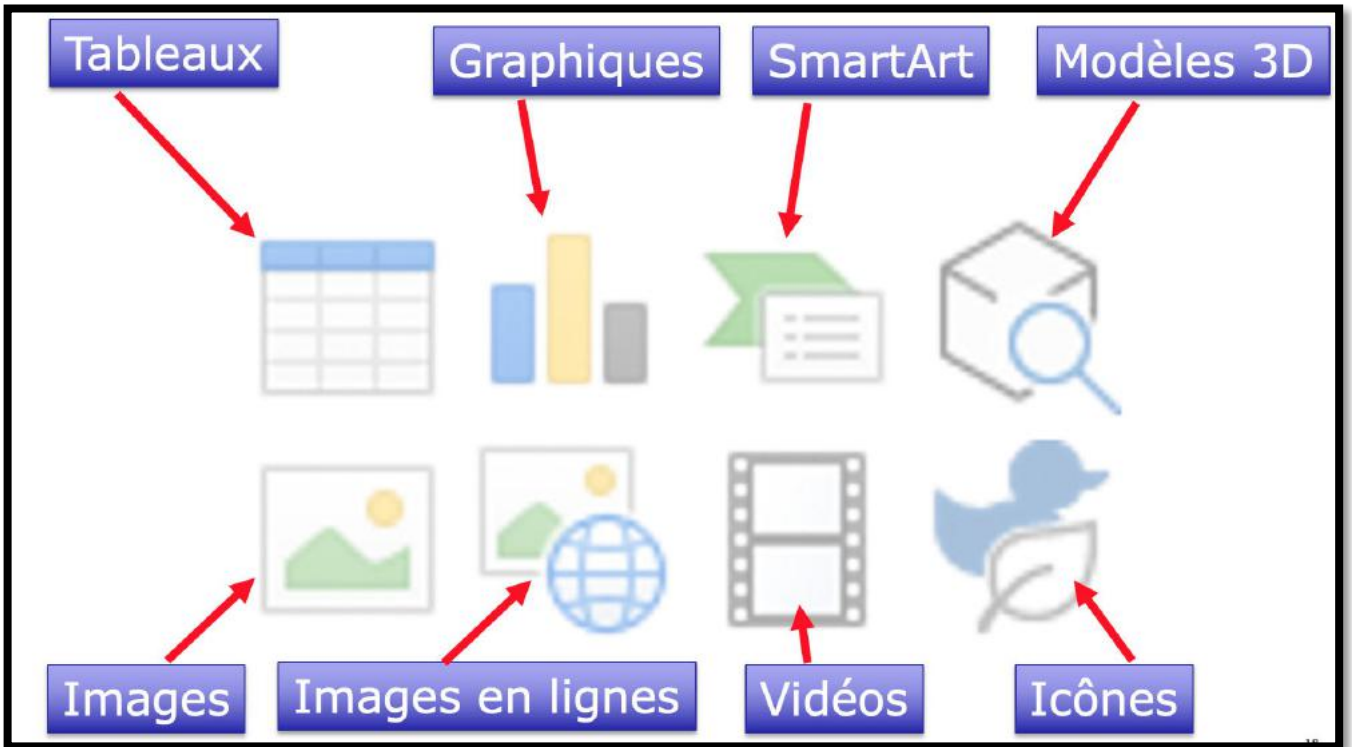 Tableaux
Graphiques
SmartArt
Modèles 3D
Images
Images en lignes
Vidéos
Icônes